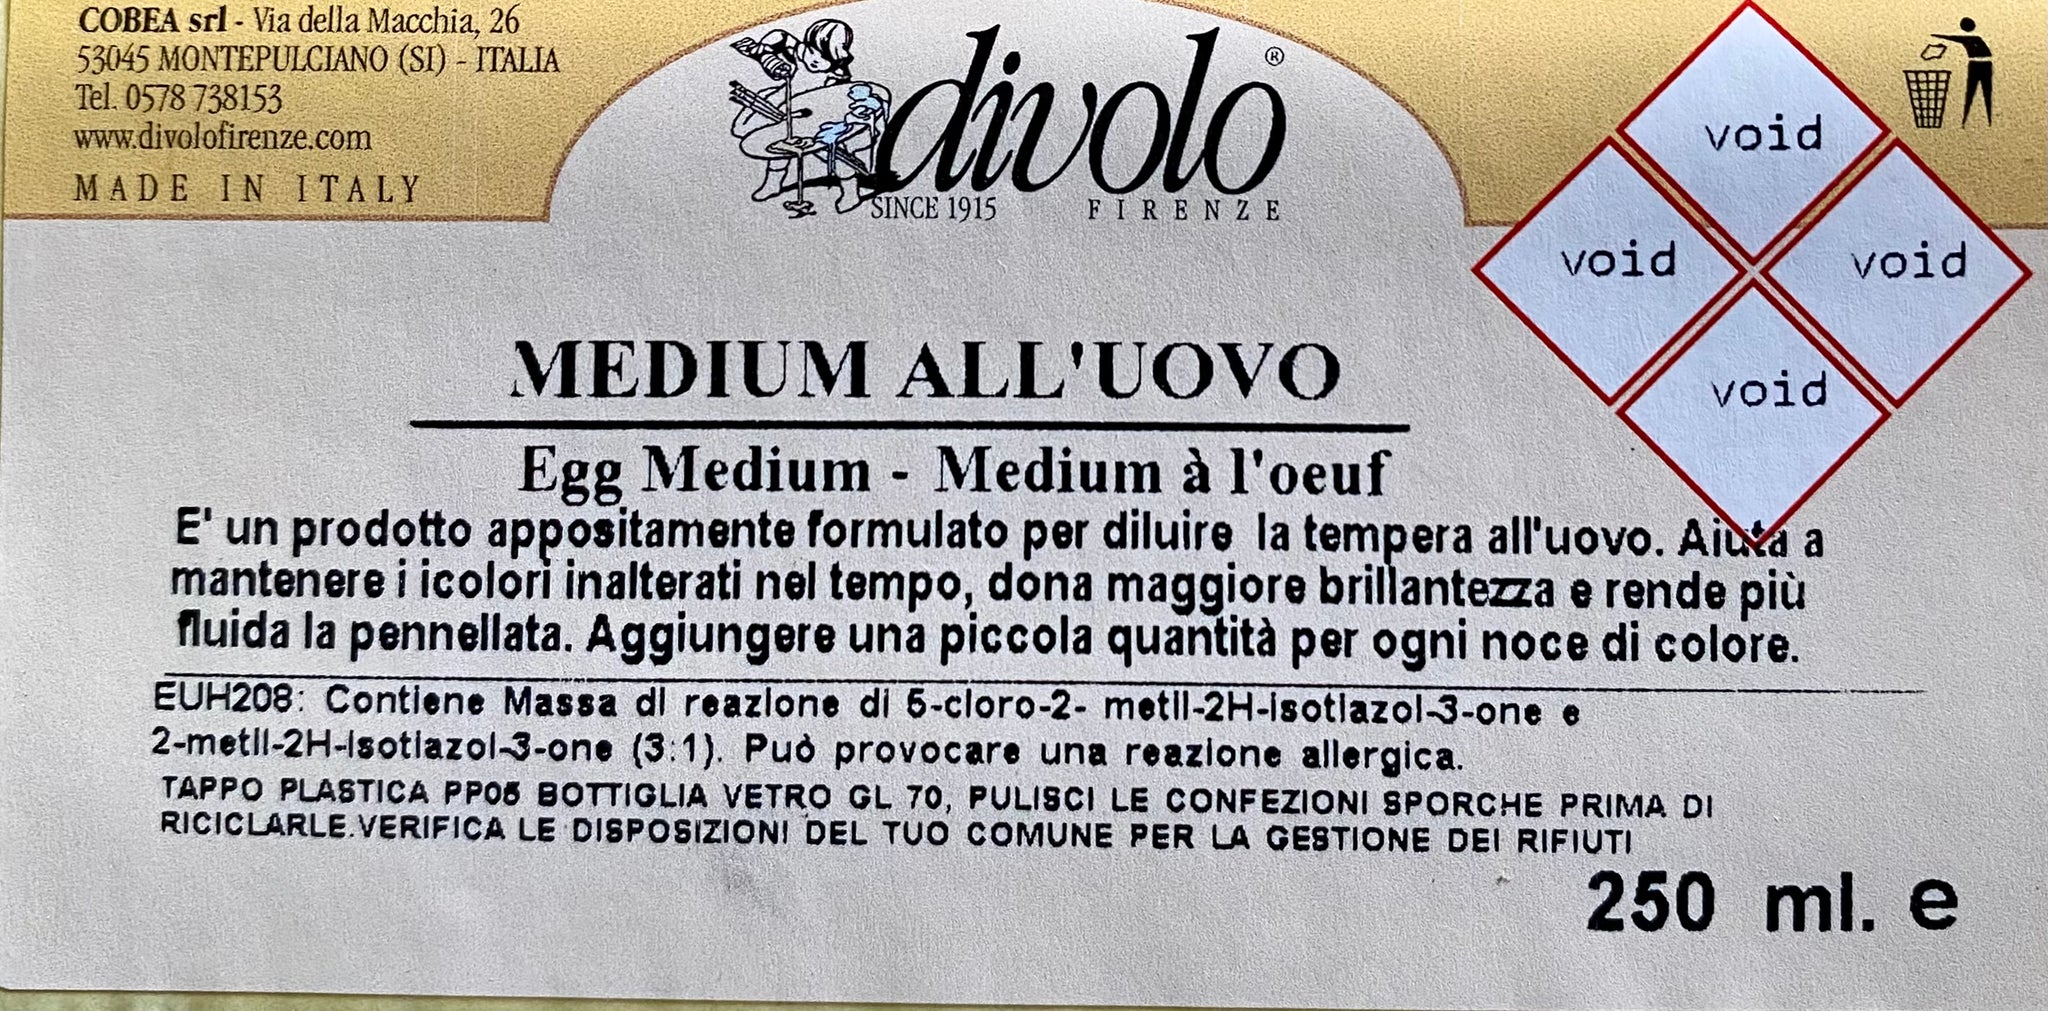 COBEA srl - Via della Macchia, 26
53045 MONTEPULCIANO (SI) - ITALIA
Tel. 0578 738153
www.divolofirenze.com
MADE IN ITALY
divolo®
SINCE 1915 FIRENZE
void
void void
void
MEDIUM ALL'UOVO
Egg Medium - Medium à l'oeuf
E' un prodotto appositamente formulato per diluire la tempera all'uovo. Aiuta a
mantenere i icolori inalterati nel tempo, dona maggiore brillantezza e rende più
fluida la pennellata. Aggiungere una piccola quantità per ogni noce di colore.
EUH208: Contiene Massa di reazione di 5-cloro-2- metil-2H-isotiazol-3-one e
2-metil-2H-isotiazol-3-one (3:1). Può provocare una reazione allergica.
TAPPO PLASTICA PP05 BOTTIGLIA VETRO GL 70, PULISCI LE CONFEZIONI SPORCHE PRIMA DI
RICICLARLE.VERIFICA LE DISPOSIZIONI DEL TUO COMUNE PER LA GESTIONE DEI RIFIUTI
250 ml. e